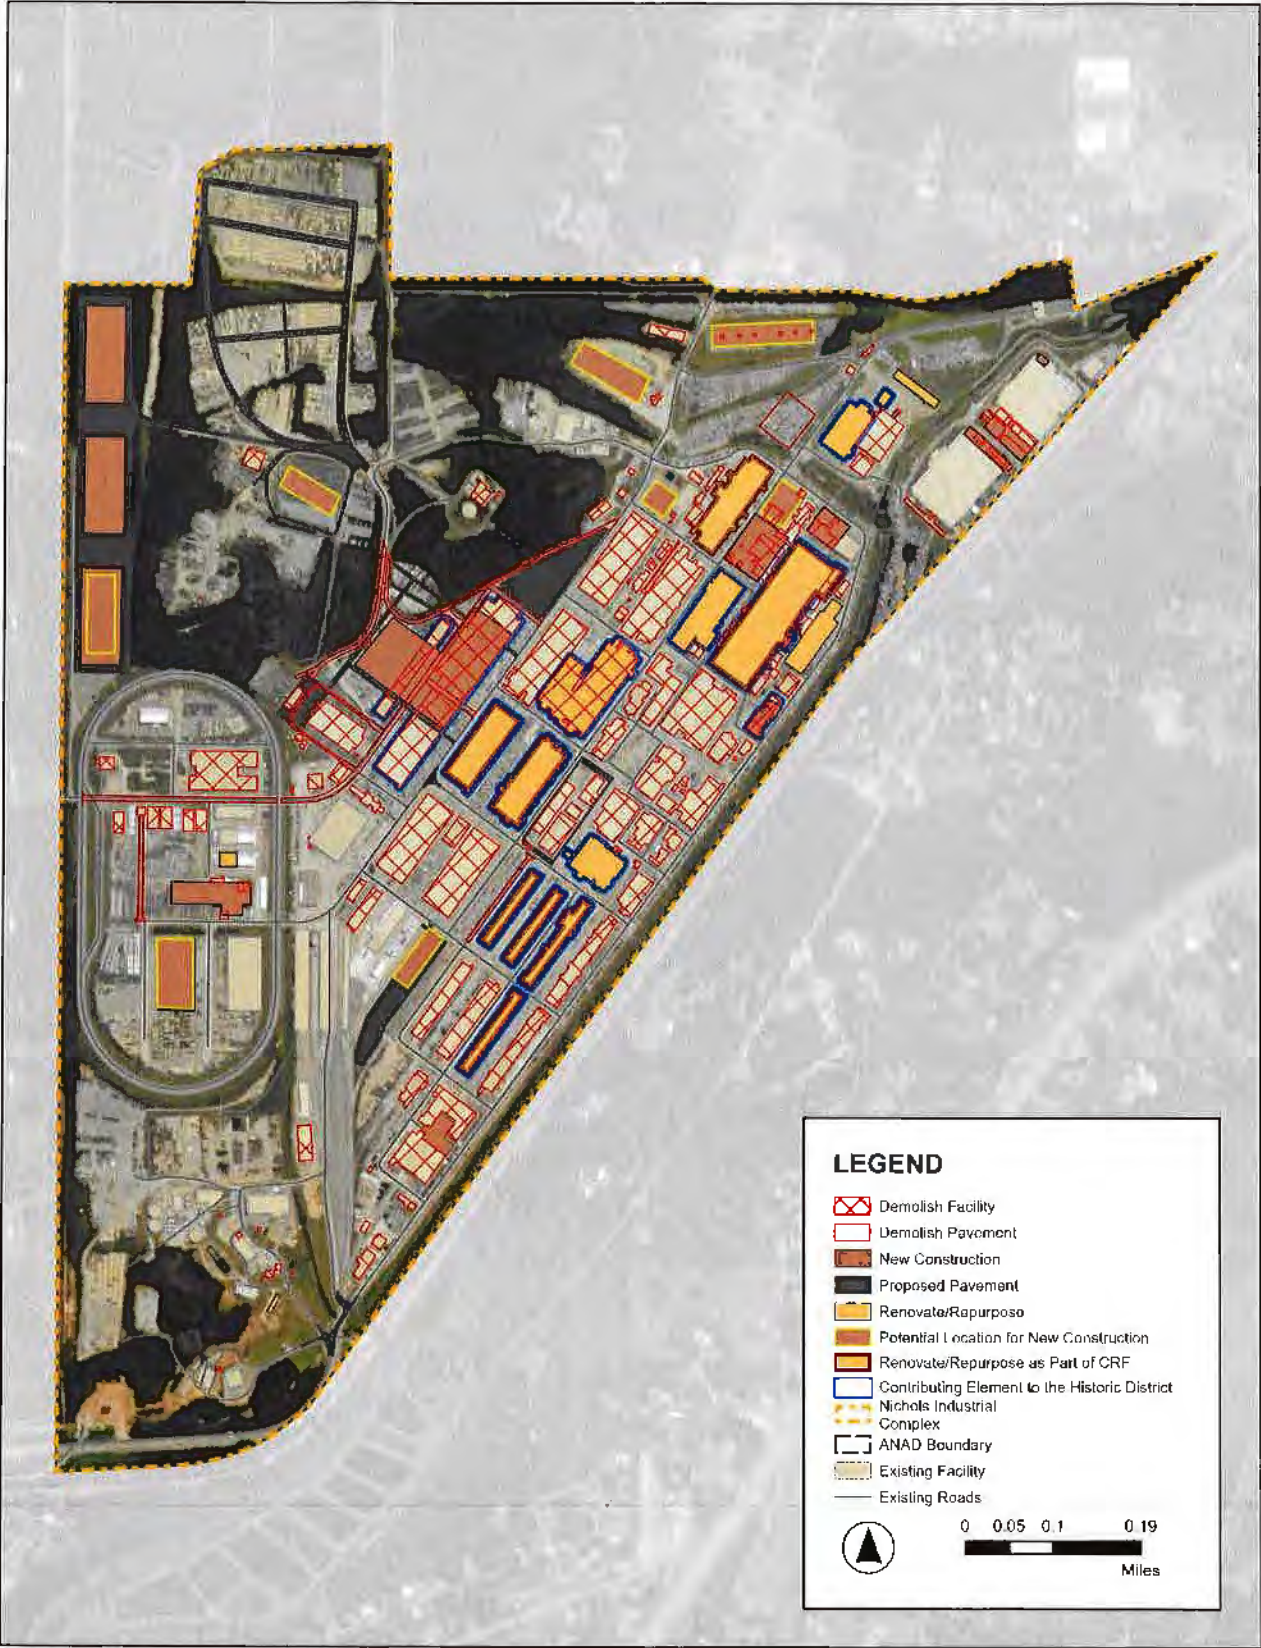 LEGEND
Demolish Facility
Demolish Pavement
New Construction
Proposed Pavement
Renovate/Repurpose
Potential Location for New Construction
Renovate/Repurpose as Part of CRF
Contributing Element to the Historic District
Nichols Industrial
Complex
ANAD Boundary
Existing Facility
Existing Roads
0 0.05 0.1 0.19
Miles